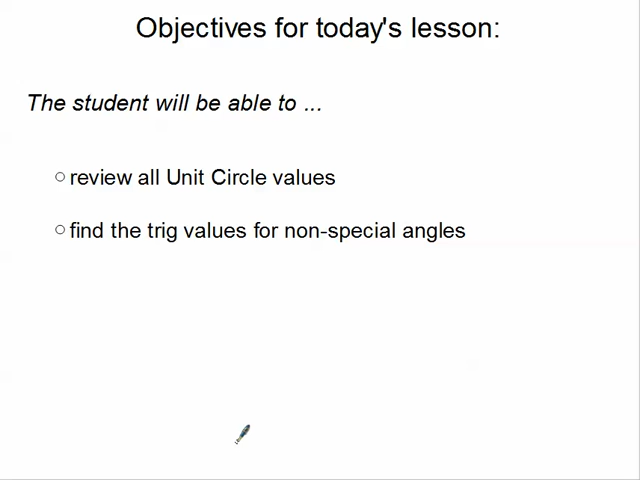 Objectives for today's lesson:
The student will be able to ...
○ review all Unit Circle values
○ find the trig values for non-special angles